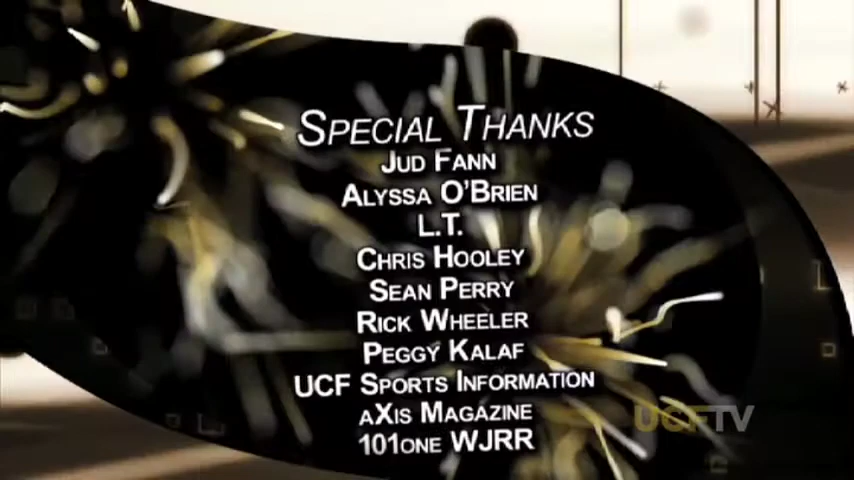 SPECIAL THANKS
JUD FANN
ALYSSA O'BRIEN
L.T.
CHRIS HOOLEY
SEAN PERRY
RICK WHEELER
PEGGY KALAF
UCF SPORTS INFORMATION
AXIS MAGAZINE
101ONE WJRR
UCFTV